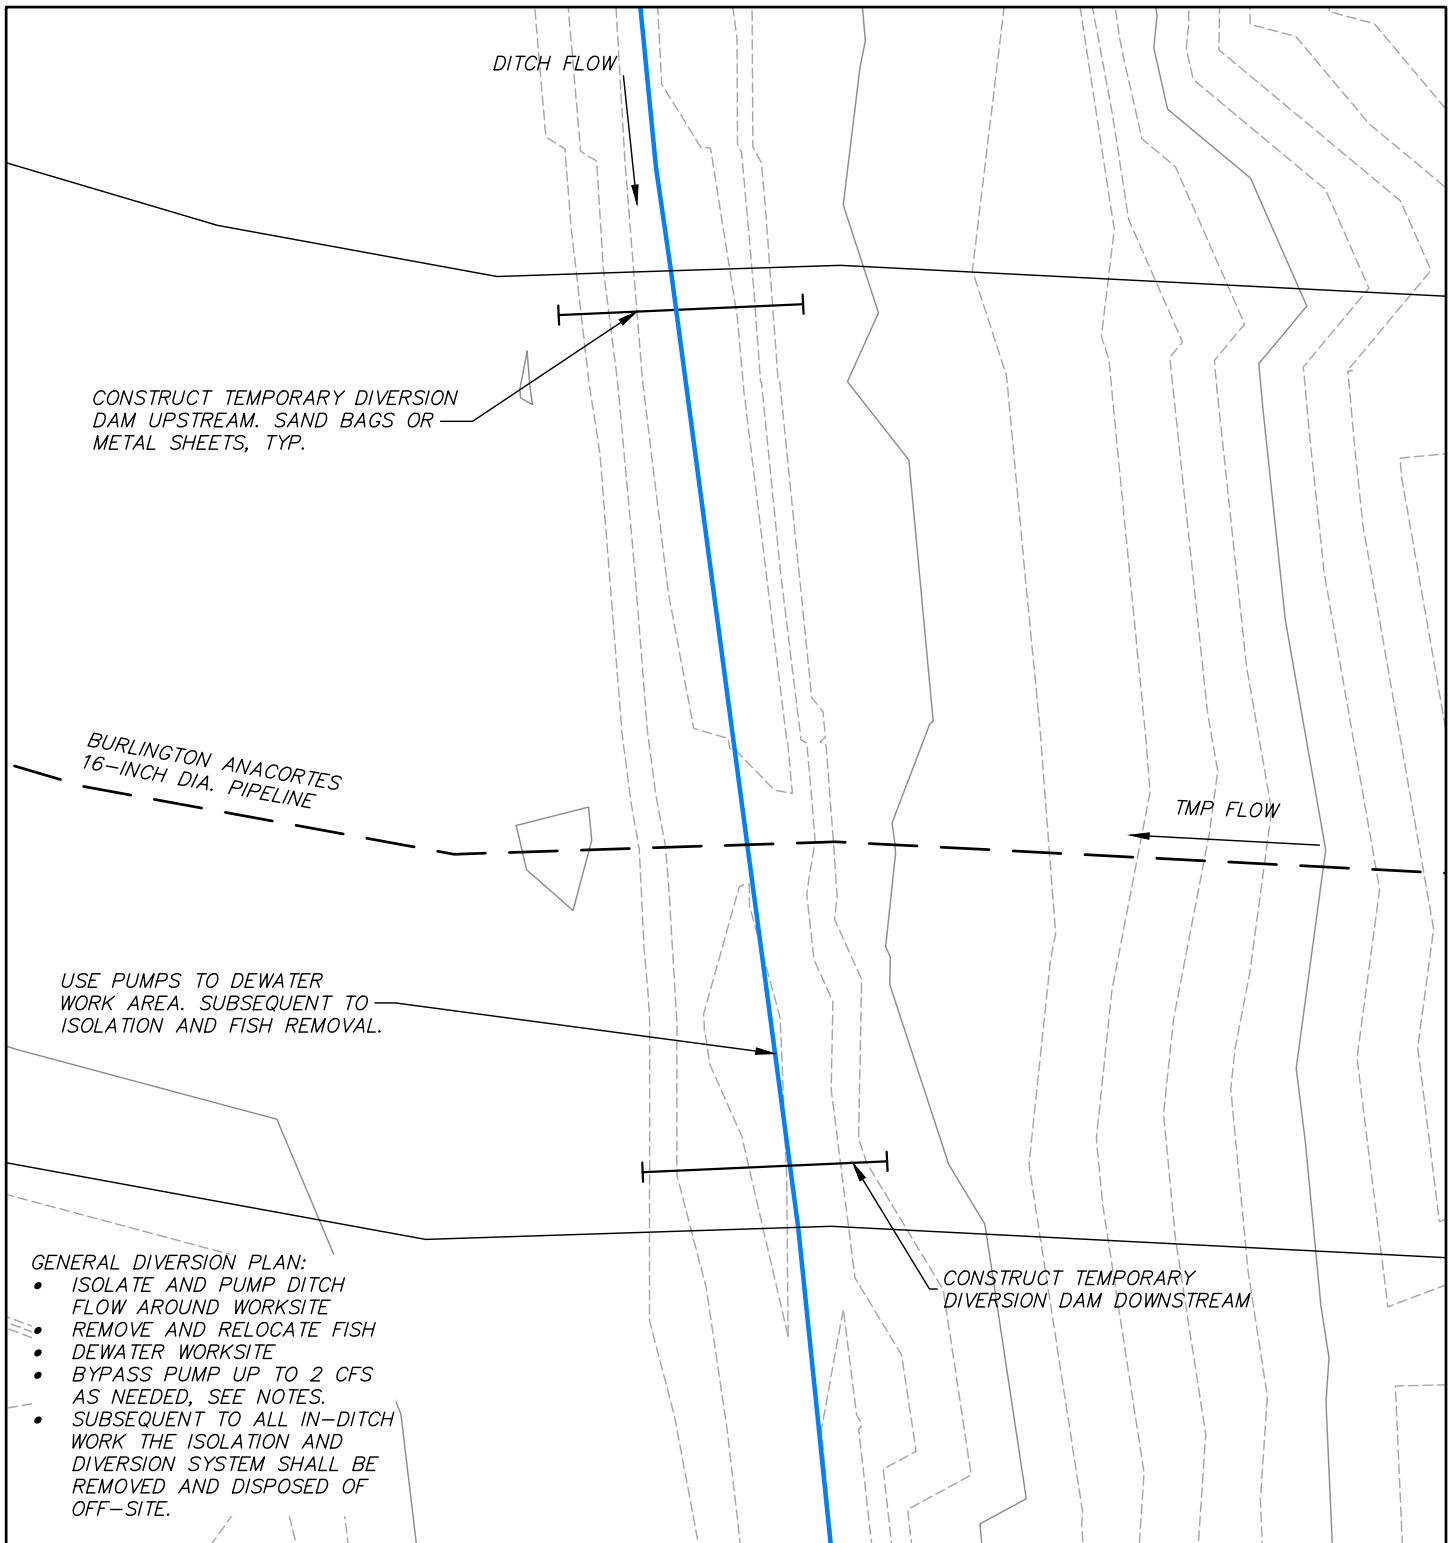 DITCH FLOW
CONSTRUCT TEMPORARY DIVERSION
DAM UPSTREAM. SAND BAGS OR
METAL SHEETS, TYP.
BURLINGTON ANACORTES
16-INCH DIA. PIPELINE
TMP FLOW
USE PUMPS TO DEWATER
WORK AREA. SUBSEQUENT TO
ISOLATION AND FISH REMOVAL.
CONSTRUCT TEMPORARY
DIVERSION DAM DOWNSTREAM
GENERAL DIVERSION PLAN:
• ISOLATE AND PUMP DITCH
FLOW AROUND WORKSITE
• REMOVE AND RELOCATE FISH
• DEWATER WORKSITE
• BYPASS PUMP UP TO 2 CFS
AS NEEDED, SEE NOTES.
• SUBSEQUENT TO ALL IN-DITCH
WORK THE ISOLATION AND
DIVERSION SYSTEM SHALL BE
REMOVED AND DISPOSED OF
OFF-SITE.